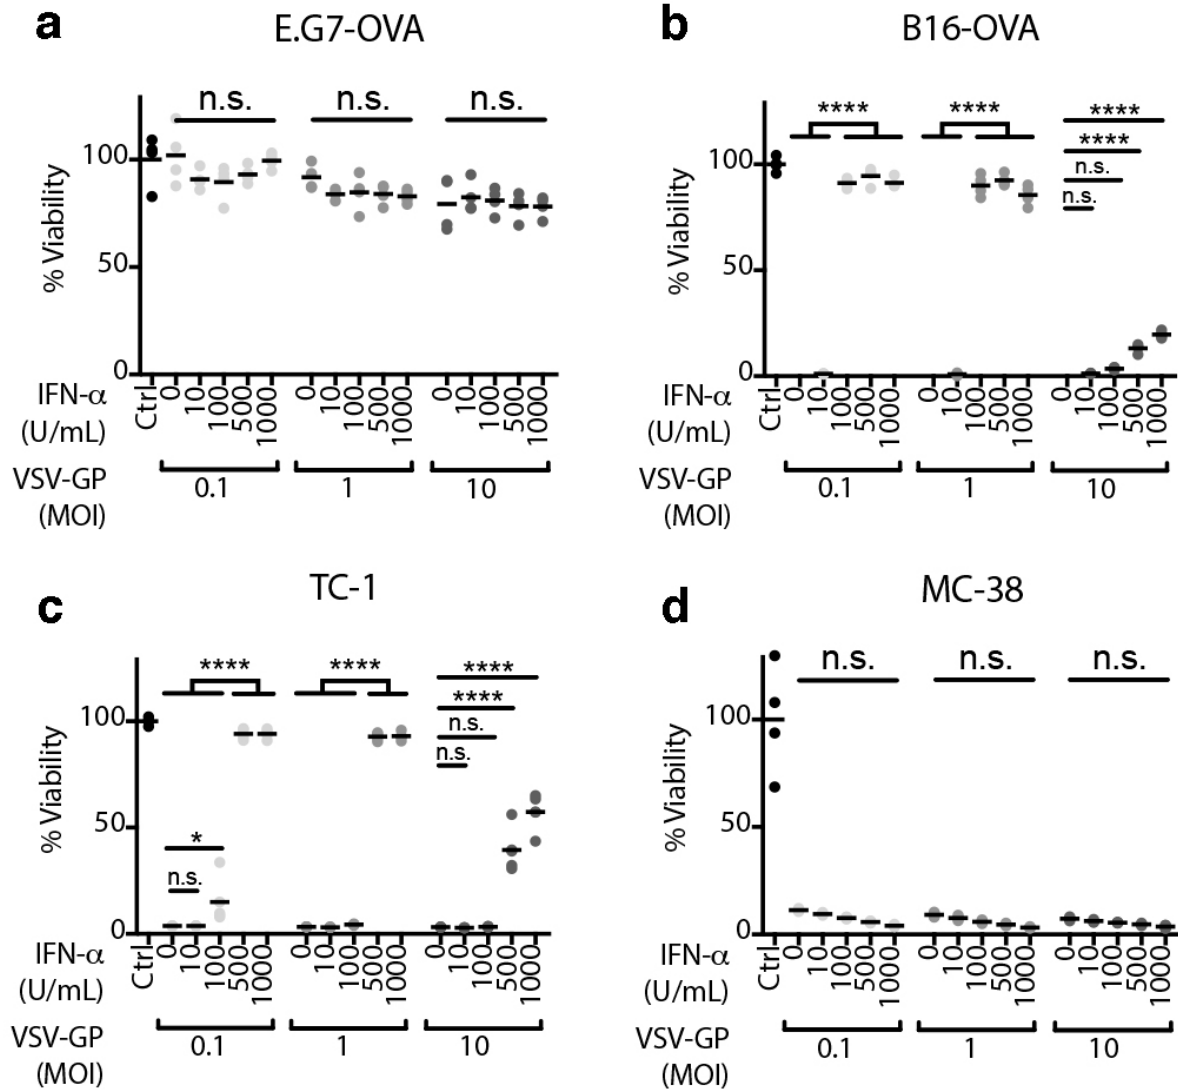 a E.G7-OVA
n.s. n.s. n.s.
100
50
0
% Viability
IFN-α
(U/mL)
Ctrl 0 10 100 500 1000 0 10 100 500 1000 0 10 100 500 1000
VSV-GP
(MOI)
0.1 1 10
b B16-OVA
**** **** ****
****
n.s.
n.s.
100
50
0
% Viability
IFN-α
(U/mL)
Ctrl 0 10 100 500 1000 0 10 100 500 1000 0 10 100 500 1000
VSV-GP
(MOI)
0.1 1 10
c TC-1
**** **** ****
****
n.s.
n.s.
*
n.s.
100
50
0
% Viability
IFN-α
(U/mL)
Ctrl 0 10 100 500 1000 0 10 100 500 1000 0 10 100 500 1000
VSV-GP
(MOI)
0.1 1 10
d MC-38
n.s. n.s. n.s.
100
50
0
% Viability
IFN-α
(U/mL)
Ctrl 0 10 100 500 1000 0 10 100 500 1000 0 10 100 500 1000
VSV-GP
(MOI)
0.1 1 10